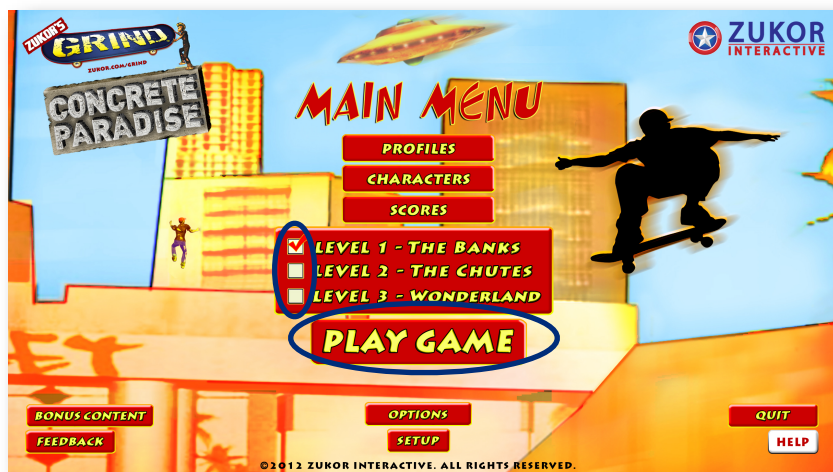 ZUKOR'S
GRIND
ZUKOR.COM/GRIND
CONCRETE
PARADISE
ZUKOR
INTERACTIVE
MAIN MENU
PROFILES
CHARACTERS
SCORES
LEVEL 1 - THE BANKS
LEVEL 2 - THE CHUTES
LEVEL 3 - WONDERLAND
PLAY GAME
ET
BONUS CONTENT
OPTIONS
QUIT
FEEDBACK
SETUP
HELP
©2012 ZUKOR INTERACTIVE. ALL RIGHTS RESERVED.